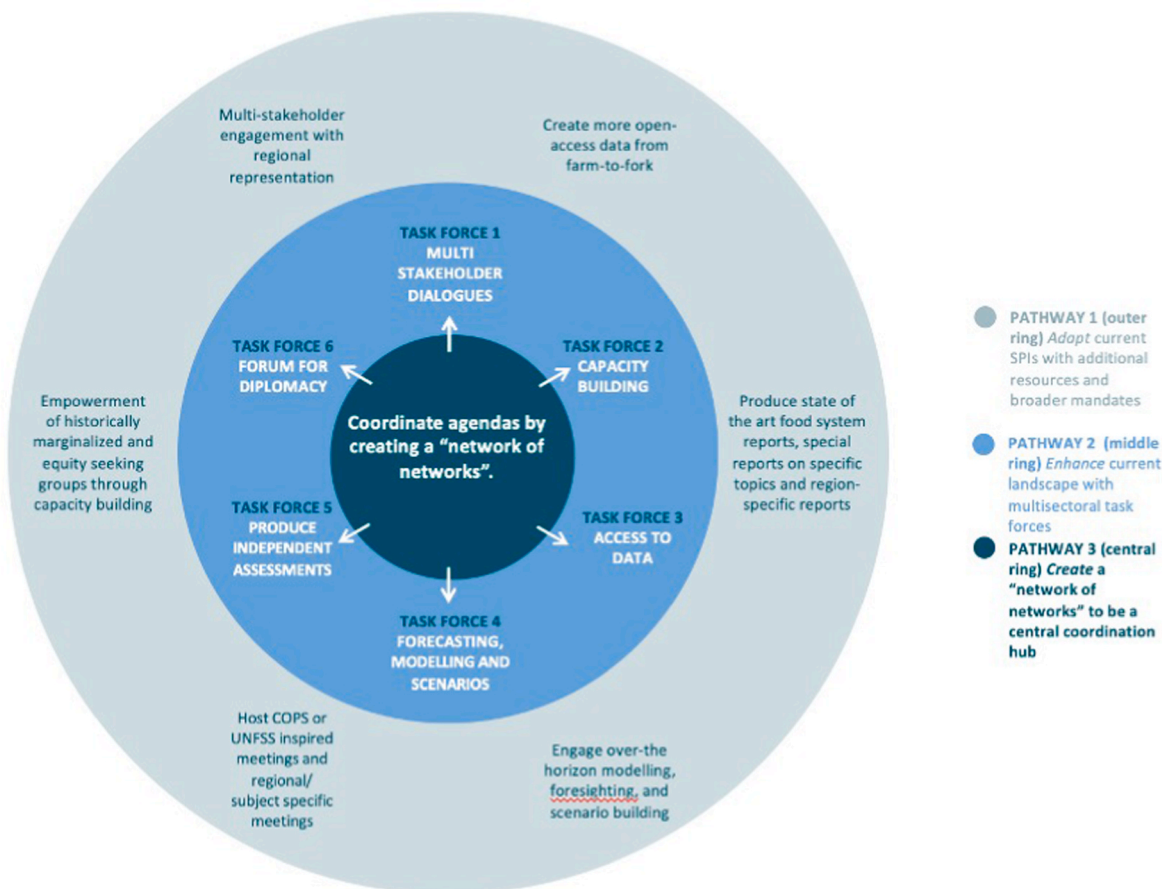 Multi-stakeholder
engagement with
regional
representation
Create more open-
access data from
farm-to-fork
TASK FORCE 1
MULTI
STAKEHOLDER
DIALOGUES
TASK FORCE 6
FORUM FOR
DIPLOMACY
TASK FORCE 2
CAPACITY
BUILDING
Empowerment
of historically
marginalized and
equity seeking
groups through
capacity building
Coordinate agendas by
creating a “network of
networks”.
Produce state of
the art food system
reports, special
reports on specific
topics and region-
specific reports
TASK FORCE 5
PRODUCE
INDEPENDENT
ASSESSMENTS
TASK FORCE 3
ACCESS TO
DATA
TASK FORCE 4
FORECASTING,
MODELLING AND
SCENARIOS
Host COPS or
UNFSS inspired
meetings and
regional/
subject specific
meetings
Engage over-the
horizon modelling,
foresighting, and
scenario building
PATHWAY 1 (outer
ring) Adapt current
SPIs with additional
resources and
broader mandates
PATHWAY 2 (middle
ring) Enhance current
landscape with
multisectoral task
forces
PATHWAY 3 (central
ring) Create a
“network of
networks” to be a
central coordination
hub